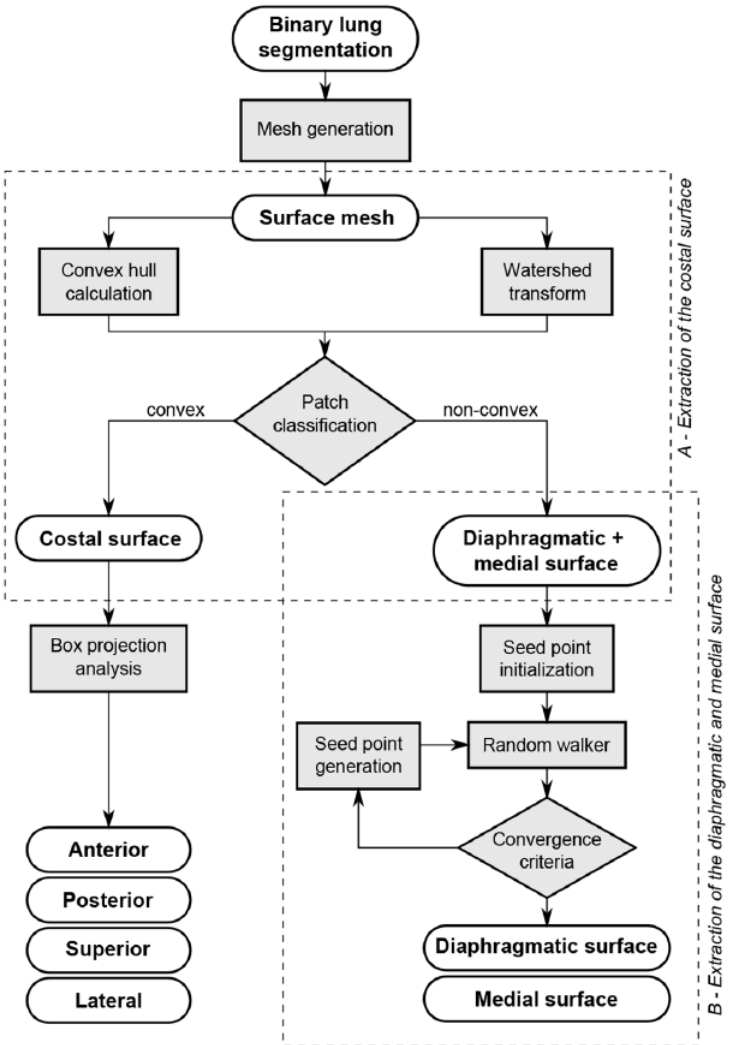 Binary lung
segmentation
Mesh generation
Surface mesh
Convex hull
calculation
Watershed
transform
Patch
classification
convex
non-convex
A - Extraction of the costal surface
Costal surface
Diaphragmatic +
medial surface
Box projection
analysis
Seed point
initialization
Seed point
generation
Random walker
Convergence
criteria
Anterior
Posterior
Superior
Lateral
Diaphragmatic surface
Medial surface
B - Extraction of the diaphragmatic and medial surface